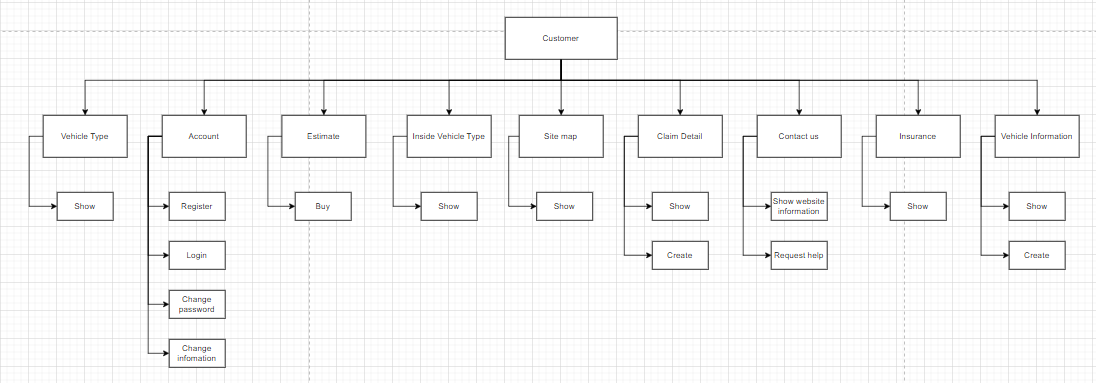 Customer
Vehicle Type
Account
Estimate
Inside Vehicle Type
Site map
Claim Detail
Contact us
Insurance
Vehicle Information
Show
Register
Buy
Show
Show
Show
Show website
information
Show
Show
Login
Create
Request help
Create
Change
password
Change
infomation